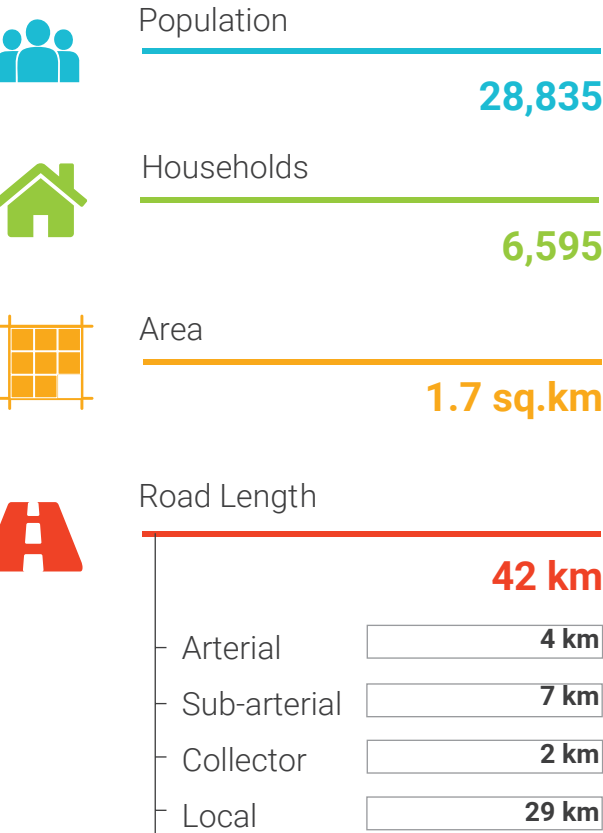 Population
28,835
Households
6,595
Area
1.7 sq.km
Road Length
42 km
Arterial 4 km
Sub-arterial 7 km
Collector 2 km
Local 29 km